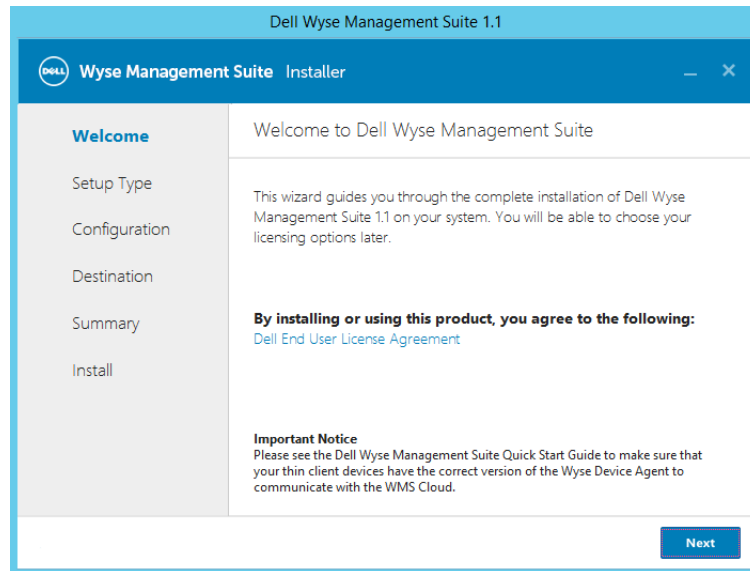 Dell Wyse Management Suite 1.1
DELL Wyse Management Suite Installer
Welcome
Setup Type
Configuration
Destination
Summary
Install
Welcome to Dell Wyse Management Suite
This wizard guides you through the complete installation of Dell Wyse
Management Suite 1.1 on your system. You will be able to choose your
licensing options later.
By installing or using this product, you agree to the following:
Dell End User License Agreement
Important Notice
Please see the Dell Wyse Management Suite Quick Start Guide to make sure that
your thin client devices have the correct version of the Wyse Device Agent to
communicate with the WMS Cloud.
Next